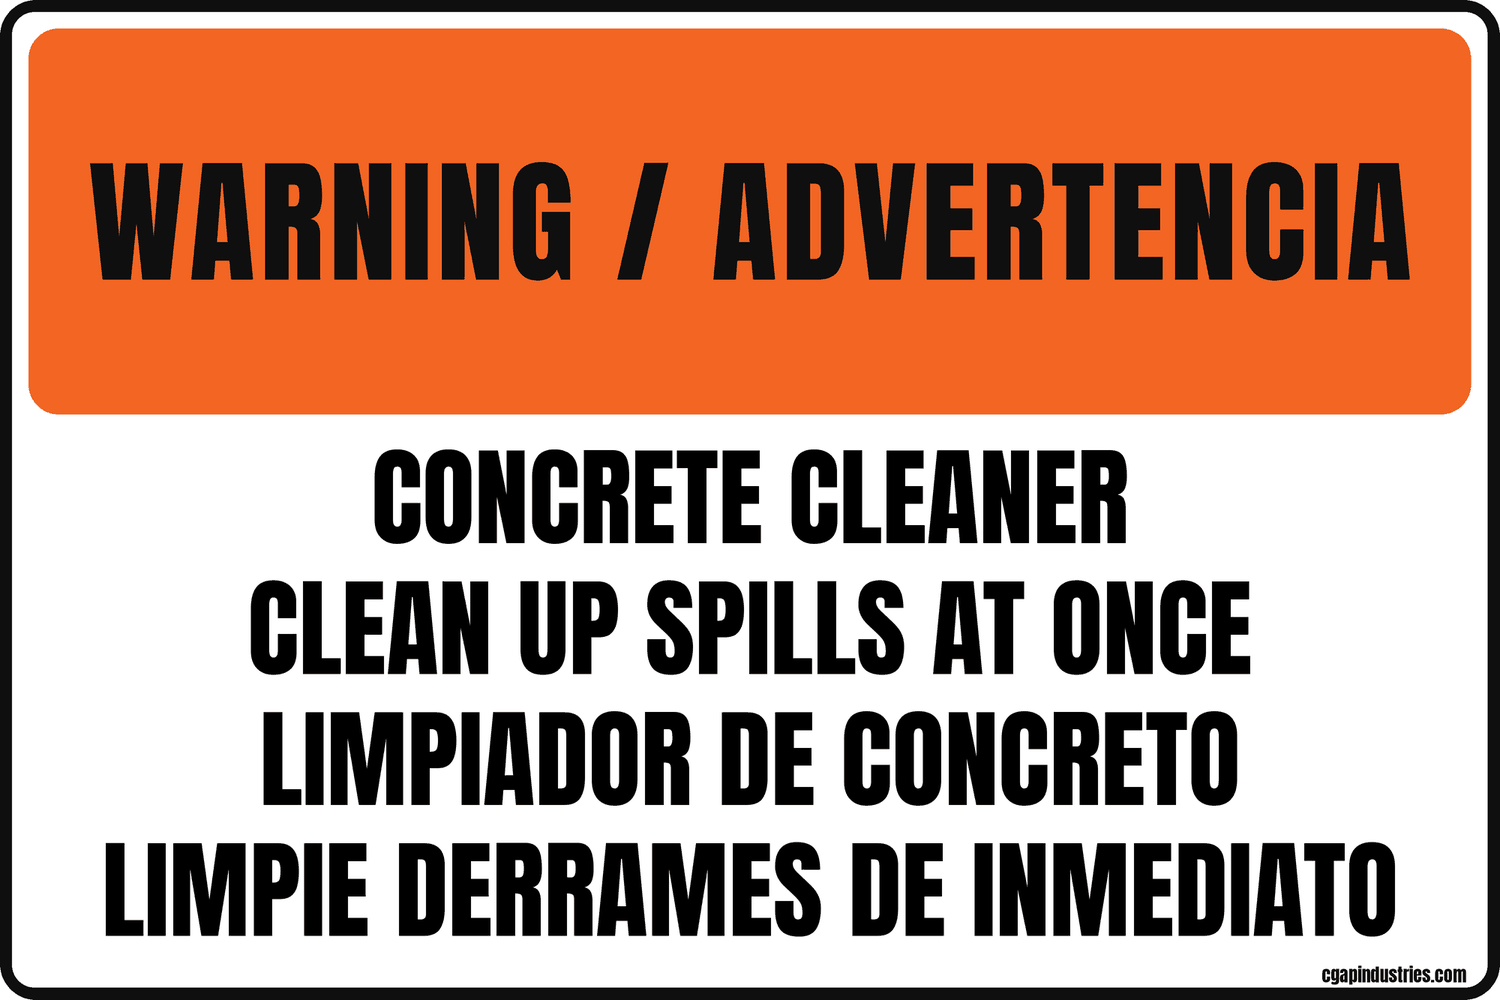 WARNING / ADVERTENCIA
CONCRETE CLEANER
CLEAN UP SPILLS AT ONCE
LIMPIADOR DE CONCRETO
LIMPIE DERRAMES DE INMEDIATO
cgapindustries.com